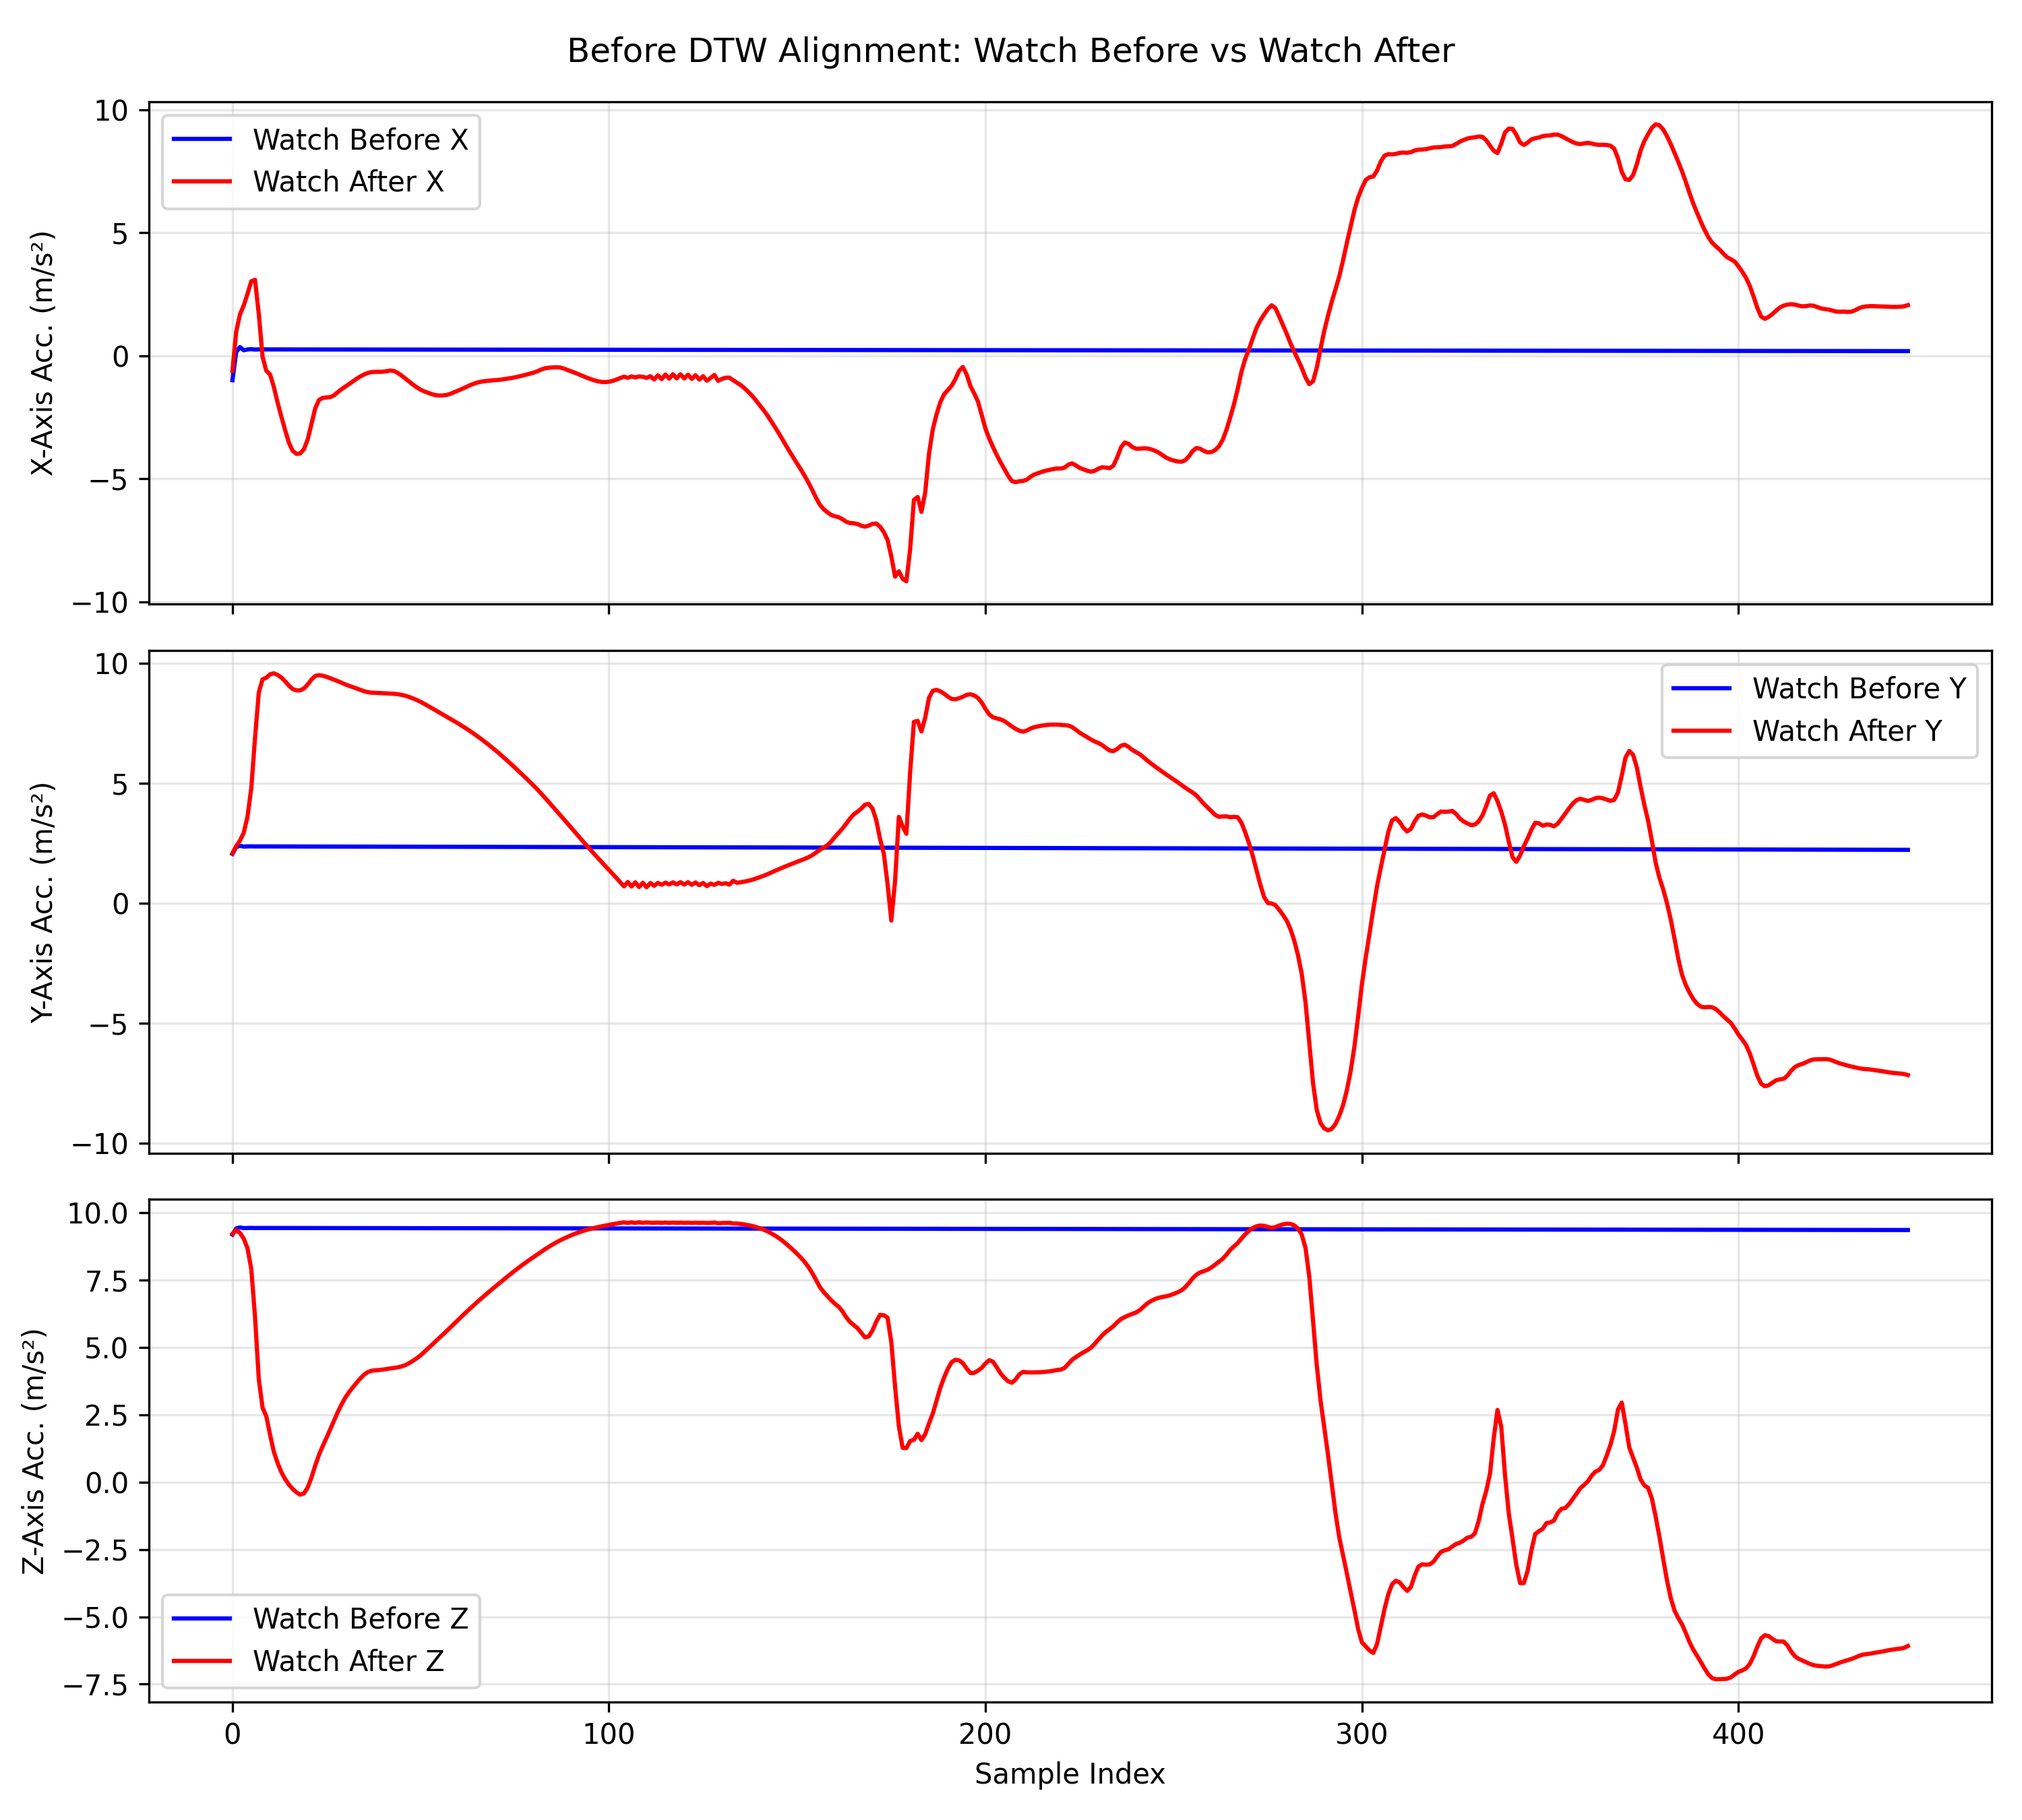 Before DTW Alignment: Watch Before vs Watch After
10
5
0
−5
−10
X-Axis Acc. (m/s²)
Watch Before X
Watch After X
10
5
0
−5
−10
Y-Axis Acc. (m/s²)
Watch Before Y
Watch After Y
10.0
7.5
5.0
2.5
0.0
−2.5
−5.0
−7.5
Z-Axis Acc. (m/s²)
Watch Before Z
Watch After Z
0 100 200 300 400
Sample Index